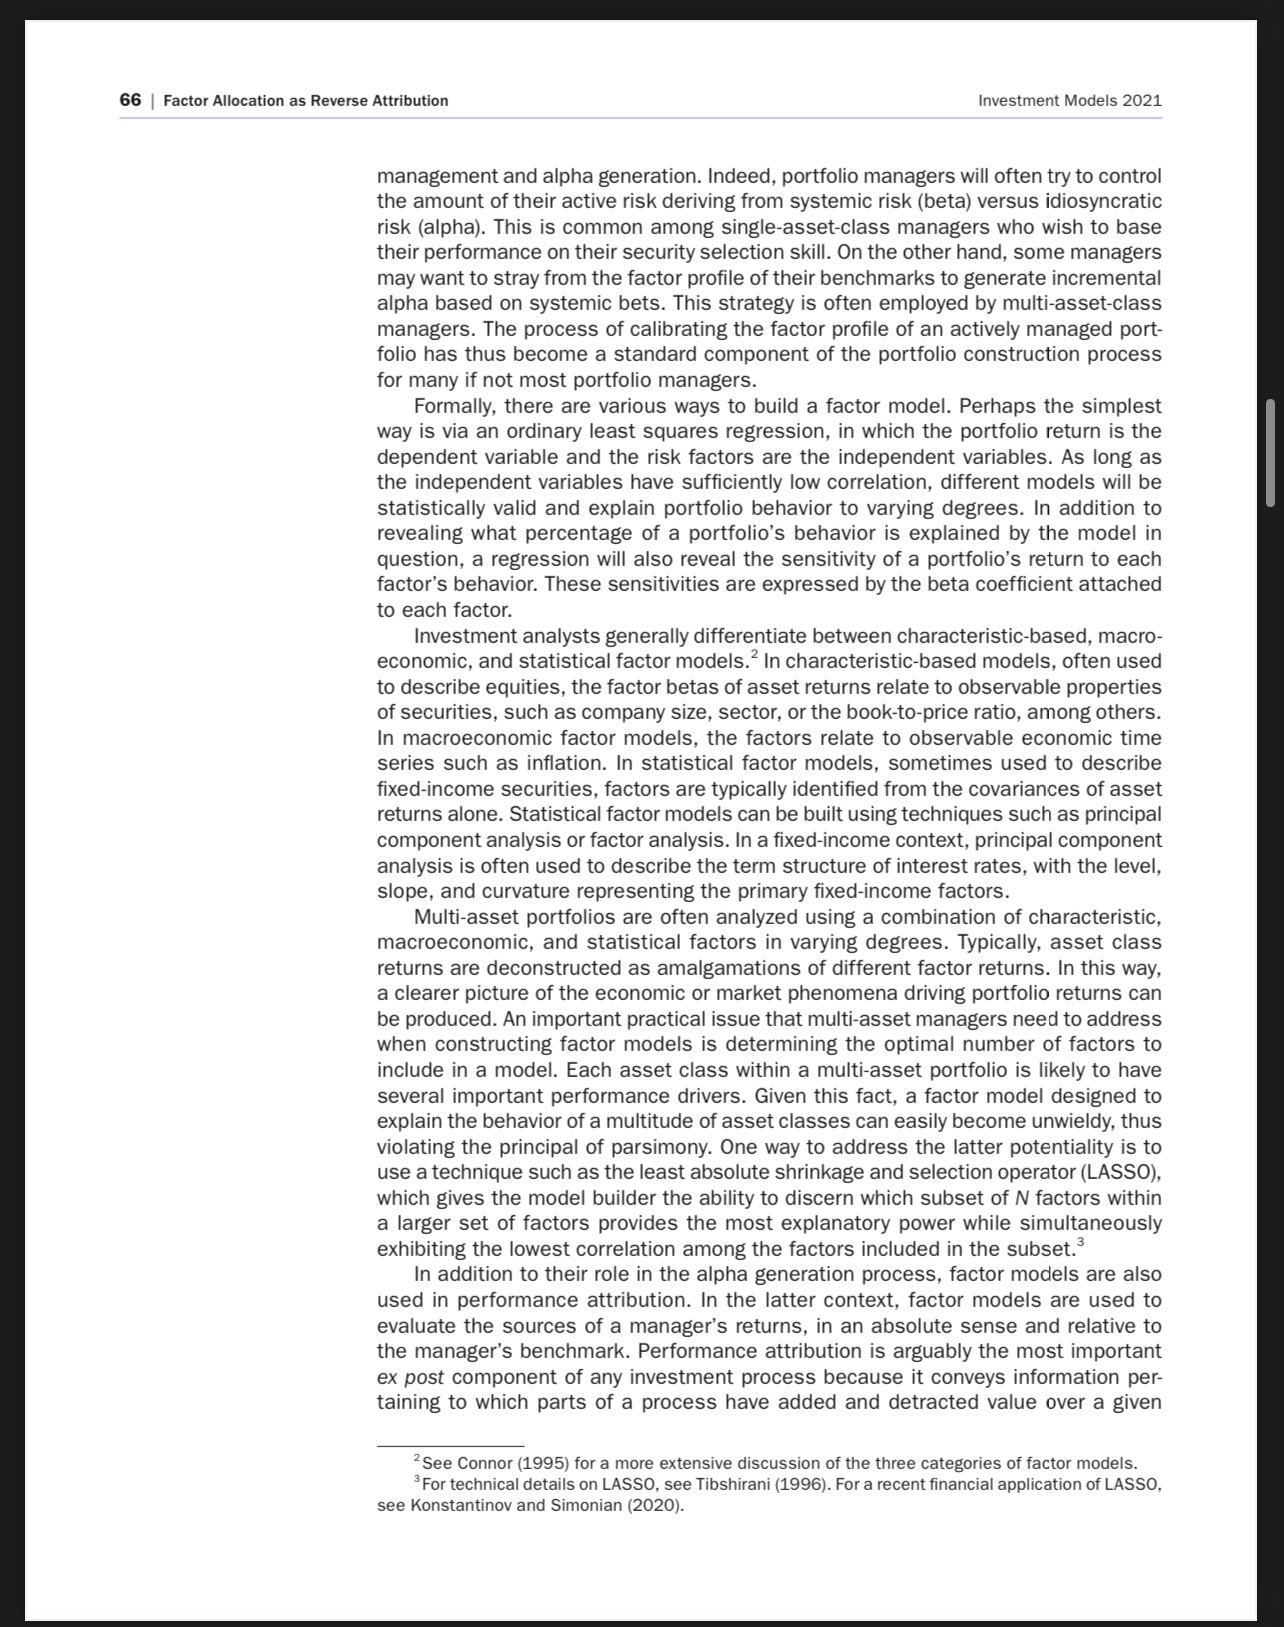 66 | Factor Allocation as Reverse Attribution
Investment Models 2021
management and alpha generation. Indeed, portfolio managers will often try to control
the amount of their active risk deriving from systemic risk (beta) versus idiosyncratic
risk (alpha). This is common among single-asset-class managers who wish to base
their performance on their security selection skill. On the other hand, some managers
may want to stray from the factor profile of their benchmarks to generate incremental
alpha based on systemic bets. This strategy is often employed by multi-asset-class
managers. The process of calibrating the factor profile of an actively managed port-
folio has thus become a standard component of the portfolio construction process
for many if not most portfolio managers.
Formally, there are various ways to build a factor model. Perhaps the simplest
way is via an ordinary least squares regression, in which the portfolio return is the
dependent variable and the risk factors are the independent variables. As long as
the independent variables have sufficiently low correlation, different models will be
statistically valid and explain portfolio behavior to varying degrees. In addition to
revealing what percentage of a portfolio's behavior is explained by the model in
question, a regression will also reveal the sensitivity of a portfolio's return to each
factor's behavior. These sensitivities are expressed by the beta coefficient attached
to each factor.
Investment analysts generally differentiate between characteristic-based, macro-
economic, and statistical factor models.² In characteristic-based models, often used
to describe equities, the factor betas of asset returns relate to observable properties
of securities, such as company size, sector, or the book-to-price ratio, among others.
In macroeconomic factor models, the factors relate to observable economic time
series such as inflation. In statistical factor models, sometimes used to describe
fixed-income securities, factors are typically identified from the covariances of asset
returns alone. Statistical factor models can be built using techniques such as principal
component analysis or factor analysis. In a fixed-income context, principal component
analysis is often used to describe the term structure of interest rates, with the level,
slope, and curvature representing the primary fixed-income factors.
Multi-asset portfolios are often analyzed using a combination of characteristic,
macroeconomic, and statistical factors in varying degrees. Typically, asset class
returns are deconstructed as amalgamations of different factor returns. In this way,
a clearer picture of the economic or market phenomena driving portfolio returns can
be produced. An important practical issue that multi-asset managers need to address
when constructing factor models is determining the optimal number of factors to
include in a model. Each asset class within a multi-asset portfolio is likely to have
several important performance drivers. Given this fact, a factor model designed to
explain the behavior of a multitude of asset classes can easily become unwieldy, thus
violating the principal of parsimony. One way to address the latter potentiality is to
use a technique such as the least absolute shrinkage and selection operator (LASSO),
which gives the model builder the ability to discern which subset of N factors within
a larger set of factors provides the most explanatory power while simultaneously
exhibiting the lowest correlation among the factors included in the subset.³
In addition to their role in the alpha generation process, factor models are also
used in performance attribution. In the latter context, factor models are used to
evaluate the sources of a manager's returns, in an absolute sense and relative to
the manager's benchmark. Performance attribution is arguably the most important
ex post component of any investment process because it conveys information per-
taining to which parts of a process have added and detracted value over a given
²See Connor (1995) for a more extensive discussion of the three categories of factor models.
³For technical details on LASSO, see Tibshirani (1996). For a recent financial application of LASSO,
see Konstantinov and Simonian (2020).